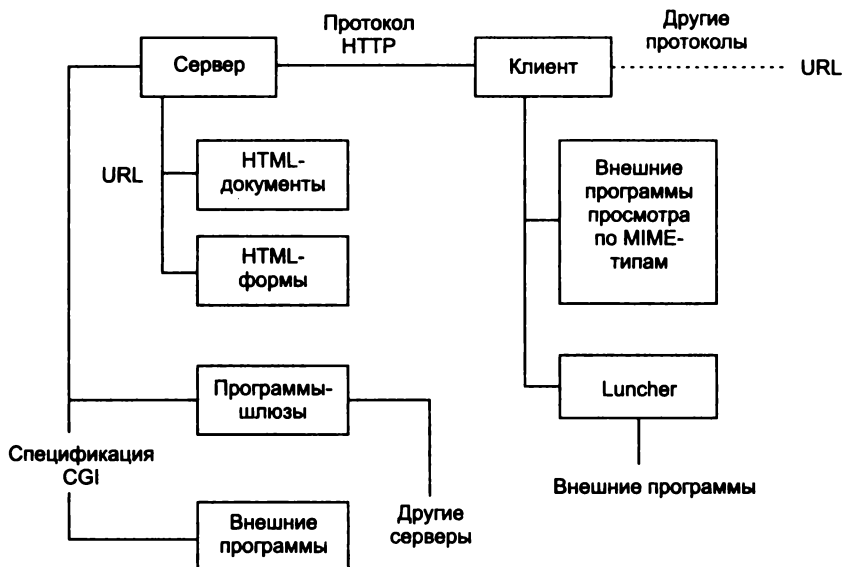 Протокол
HTTP
Другие
протоколы
Сервер
Клиент
URL
URL
HTML-
документы
HTML-
формы
Внешние
программы
просмотра
по MIME-
типам
Программы-
шлюзы
Luncher
Спецификация
CGI
Внешние
программы
Другие
серверы
Внешние программы